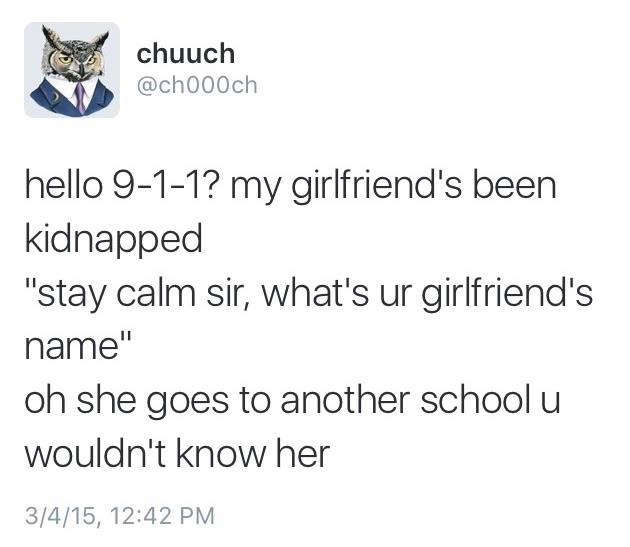 chuuch
@ch000ch
hello 9-1-1? my girlfriend's been
kidnapped
"stay calm sir, what's ur girlfriend's
name"
oh she goes to another school u
wouldn't know her
3/4/15, 12:42 PM